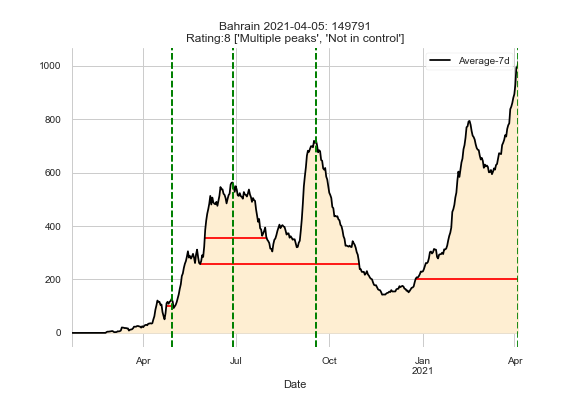 Bahrain 2021-04-05: 149791
Rating:8 ['Multiple peaks', 'Not in control']
Average-7d
1000
800
600
400
200
0
Apr
Jul
Oct
Jan
2021
Apr
Date